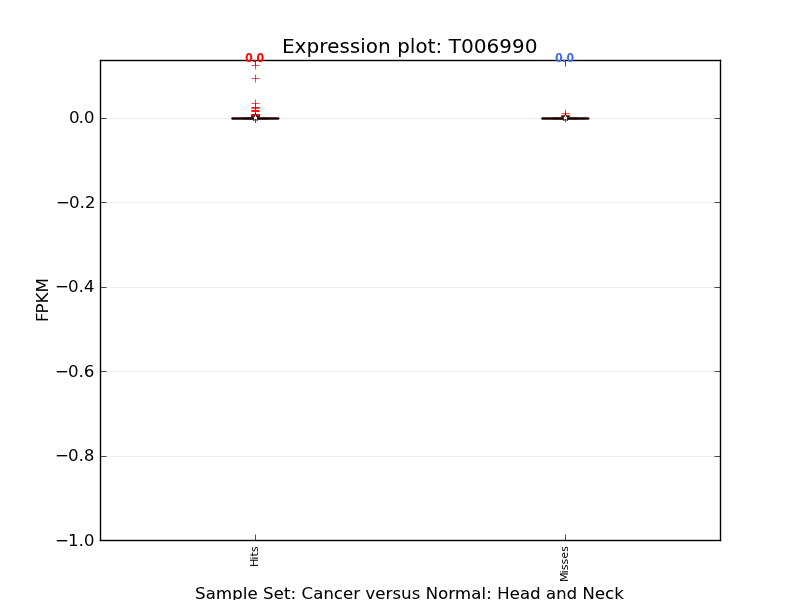 Expression plot: T006990
0.0 0.0
0.0
−0.2
−0.4
−0.6
−0.8
−1.0
FPKM
Hits Misses
Sample Set: Cancer versus Normal: Head and Neck